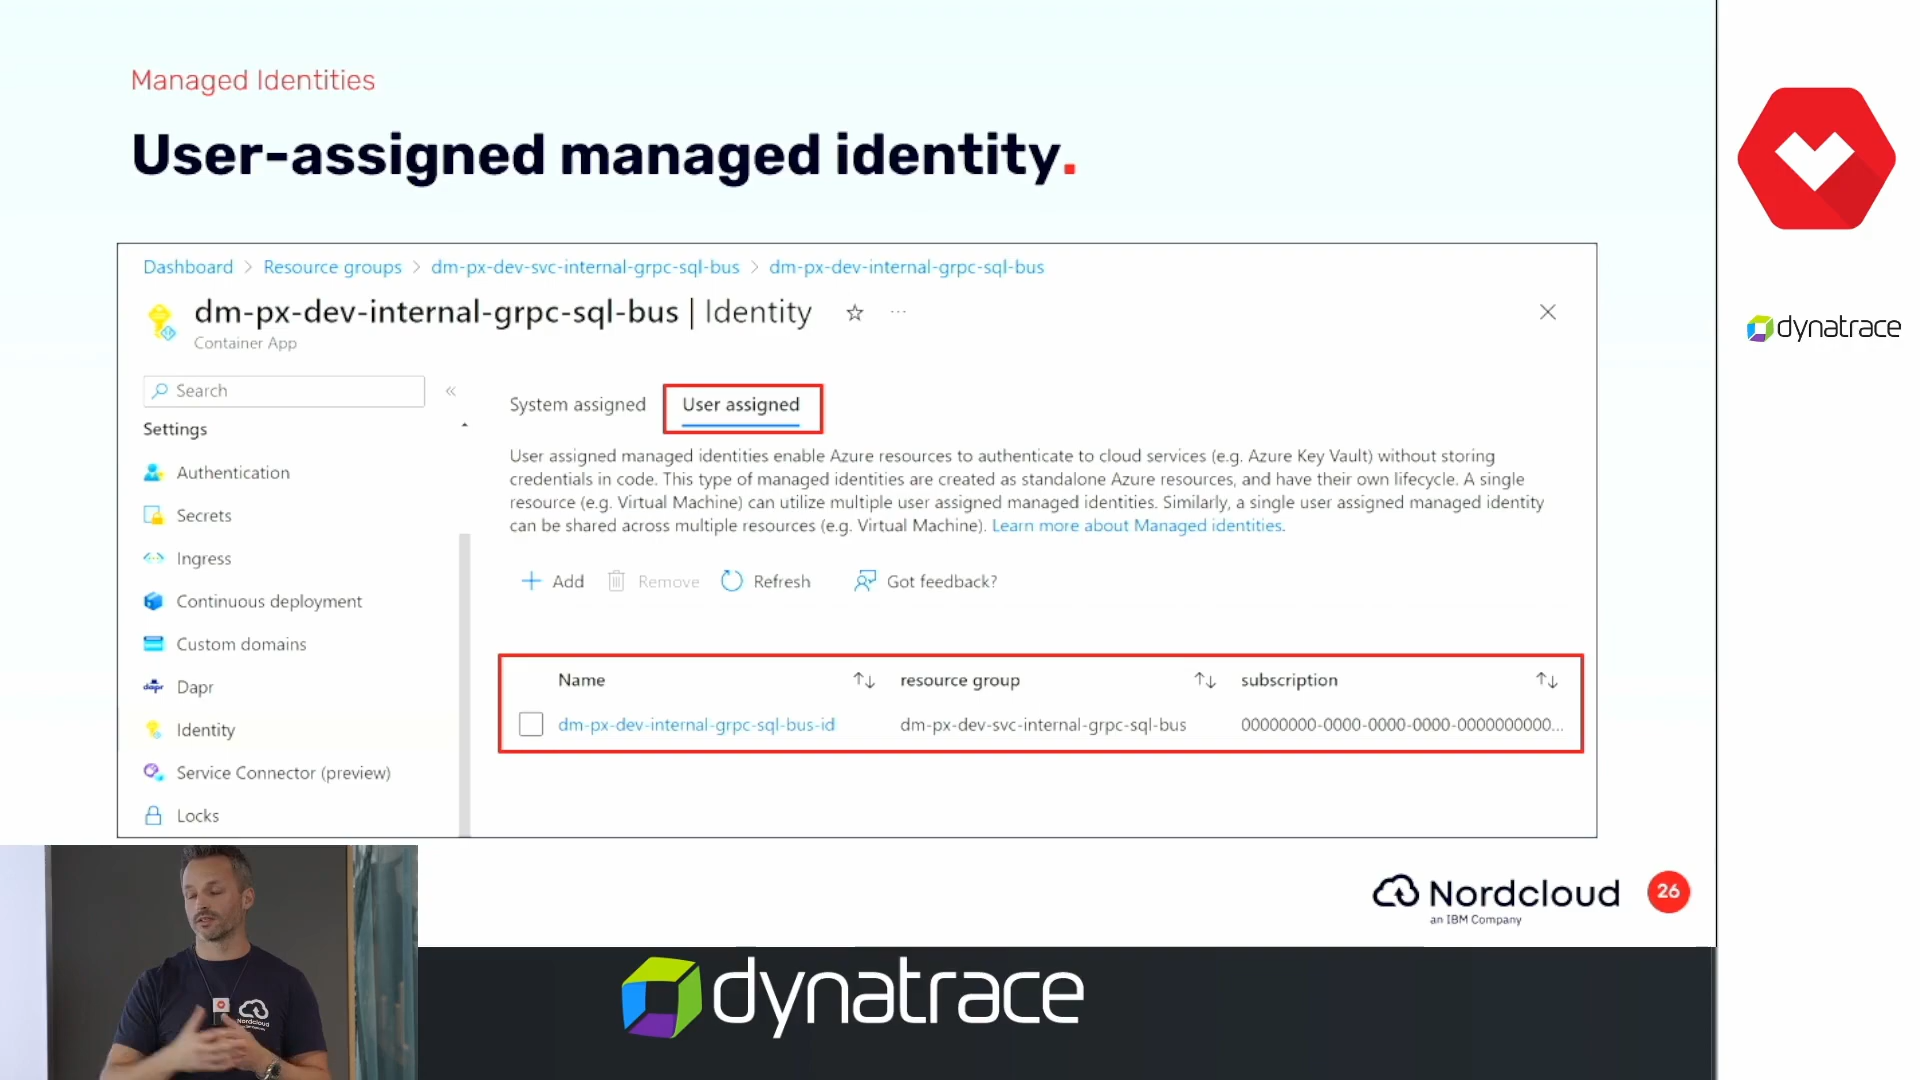 Managed Identities
User-assigned managed identity.
Dashboard > Resource groups > dm-px-dev-svc-internal-grpc-sql-bus > dm-px-dev-internal-grpc-sql-bus
dm-px-dev-internal-grpc-sql-bus | Identity
Container App
Search
Settings
Authentication
Secrets
Ingress
Continuous deployment
Custom domains
dapr Dapr
Identity
Service Connector (preview)
Locks
System assigned User assigned
User assigned managed identities enable Azure resources to authenticate to cloud services (e.g. Azure Key Vault) without storing
credentials in code. This type of managed identities are created as standalone Azure resources, and have their own lifecycle. A single
resource (e.g. Virtual Machine) can utilize multiple user assigned managed identities. Similarly, a single user assigned managed identity
can be shared across multiple resources (e.g. Virtual Machine). Learn more about Managed identities.
Add Remove Refresh Got feedback?
Name resource group subscription
dm-px-dev-internal-grpc-sql-bus-id dm-px-dev-svc-internal-grpc-sql-bus 00000000-0000-0000-0000-0000000000...
Nordcloud
an IBM Company
26
dynatrace
dynatrace
Nordcloud